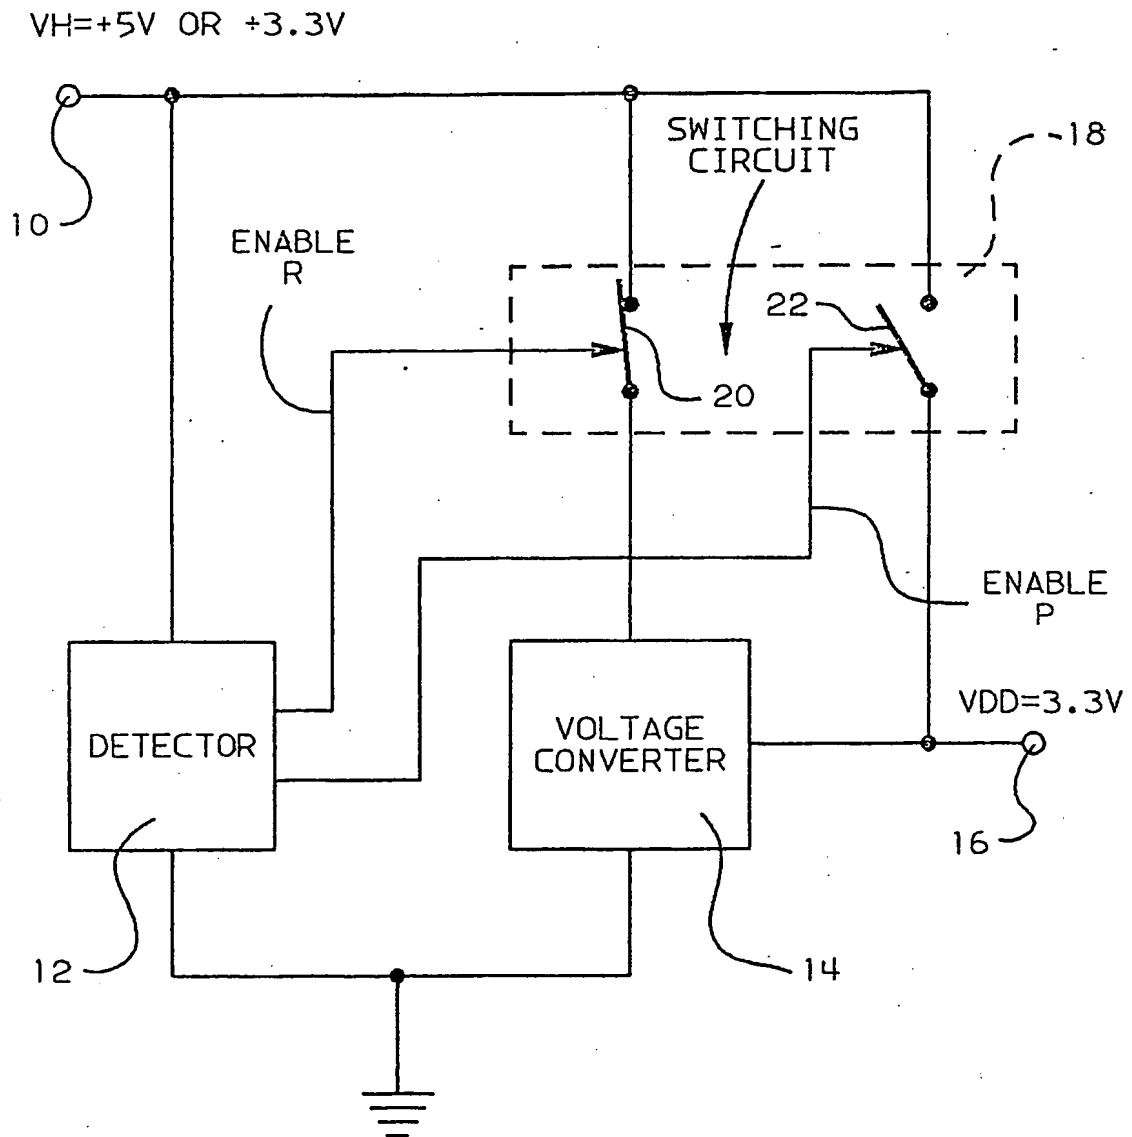 VH=+5V OR +3.3V
SWITCHING
CIRCUIT
18
10
ENABLE
R
22
20
ENABLE
P
VDD=3.3V
DETECTOR
VOLTAGE
CONVERTER
16
12
14